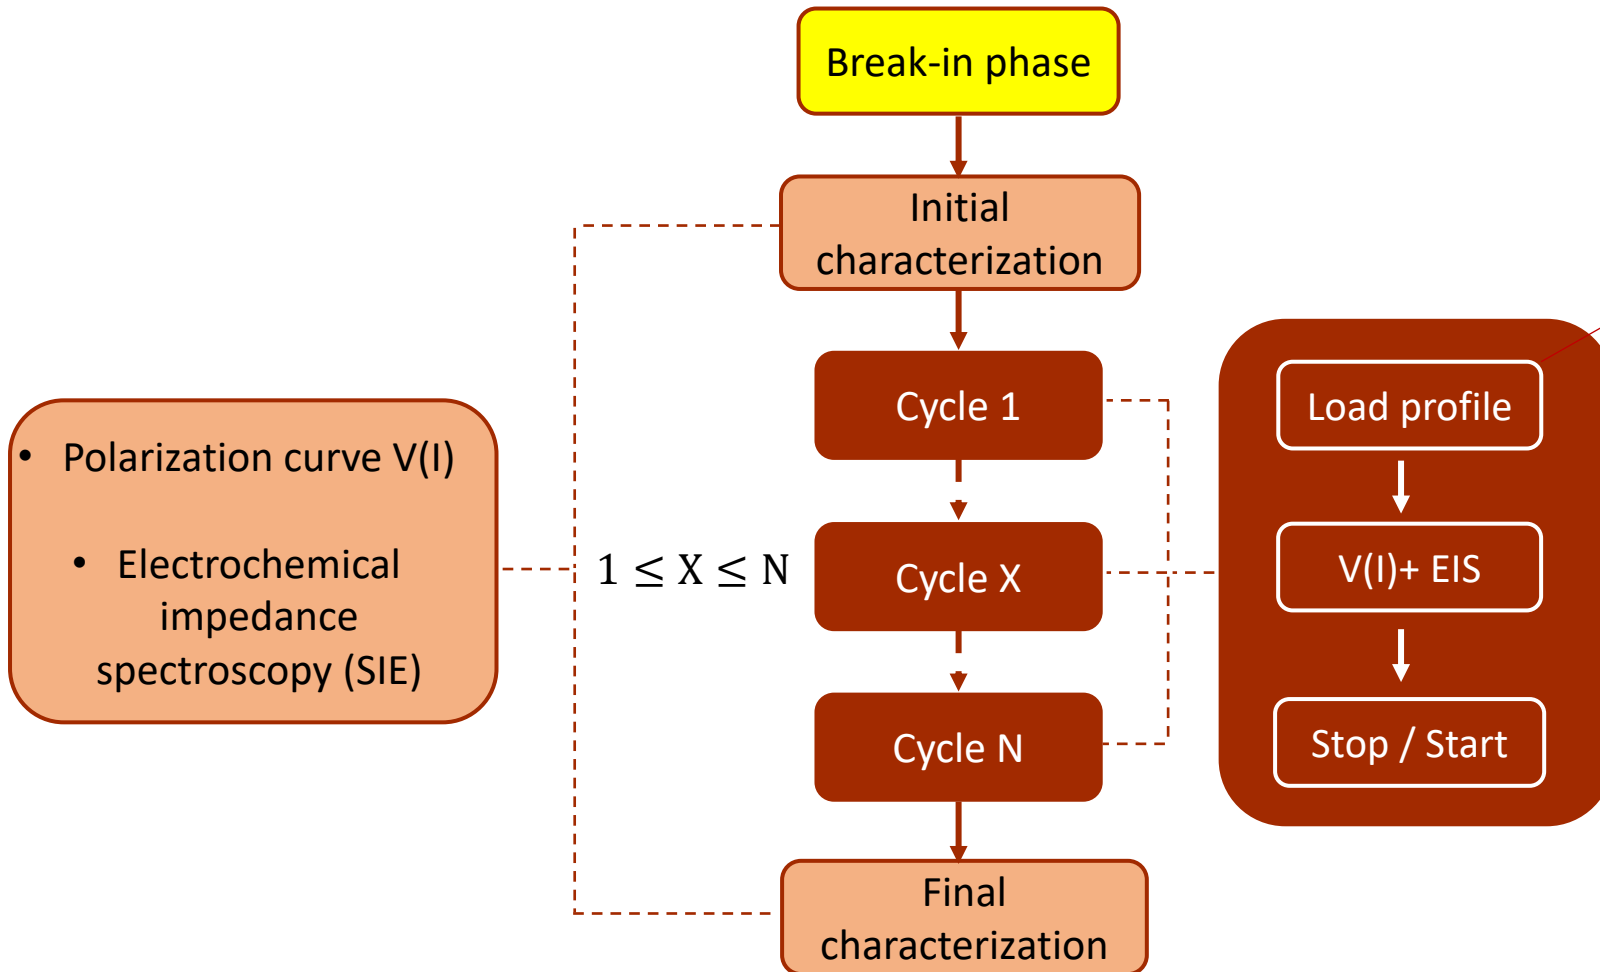 Break-in phase
Initial
characterization
Cycle 1
Load profile
• Polarization curve V(I)
• Electrochemical
impedance
spectroscopy (SIE)
1 ≤ X ≤ N
Cycle X
V(I)+ EIS
Cycle N
Stop / Start
Final
characterization